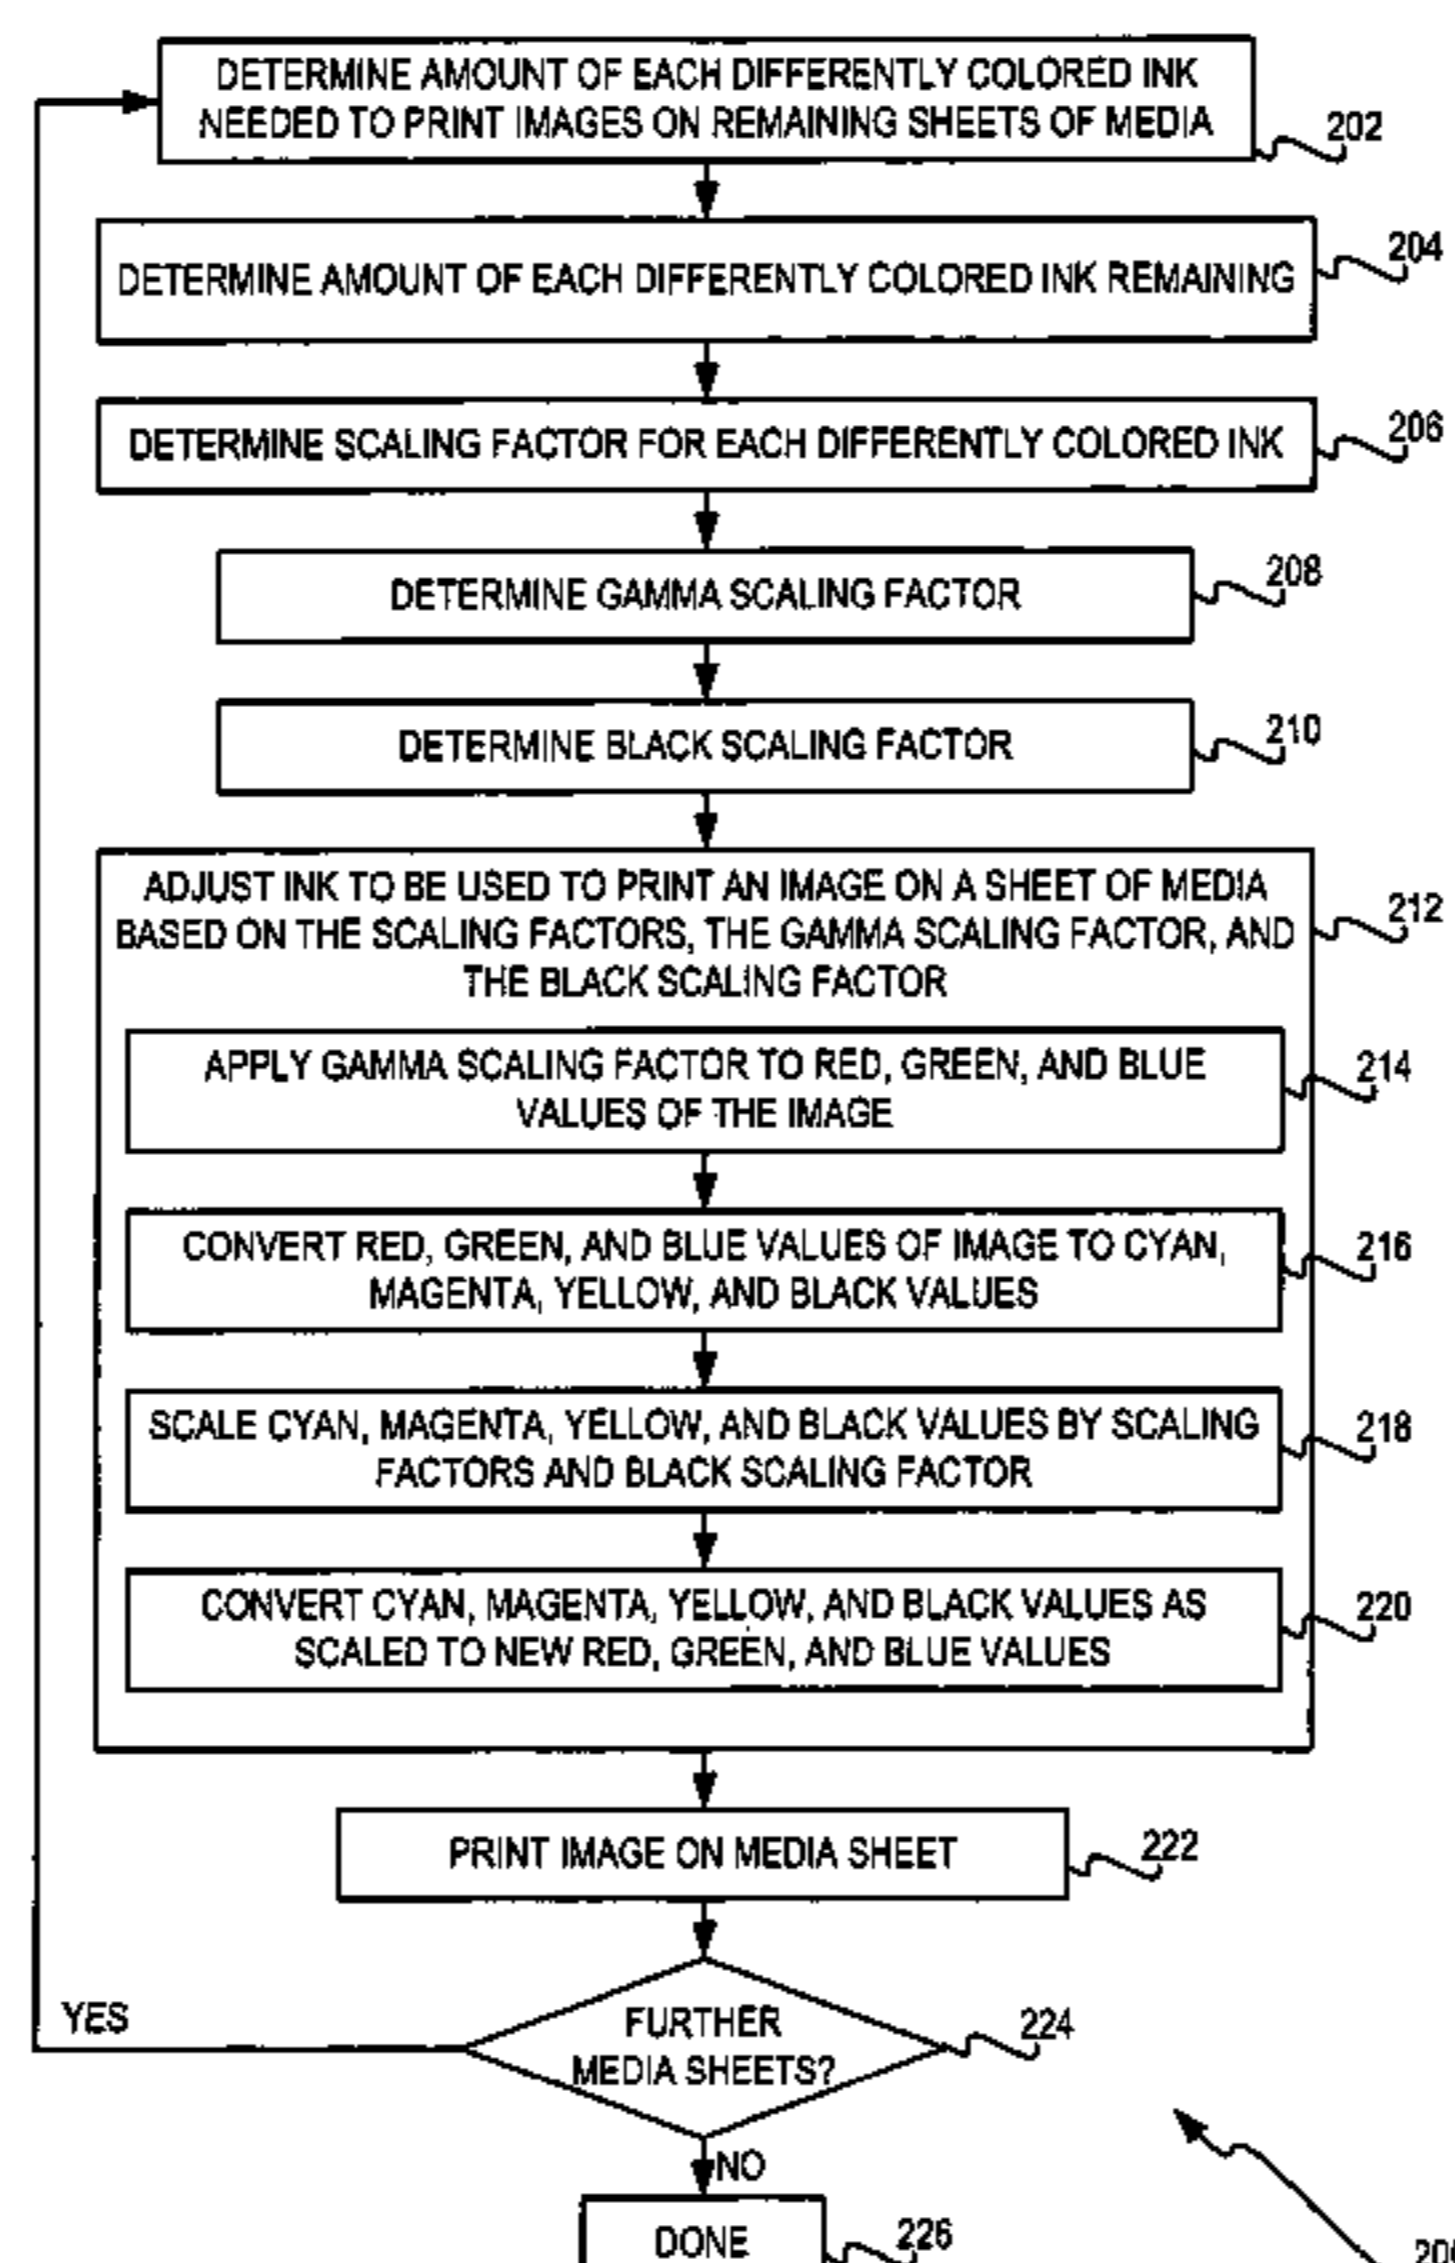 DETERMINE AMOUNT OF EACH DIFFERENTLY COLORED INK
NEEDED TO PRINT IMAGES ON REMAINING SHEETS OF MEDIA
202
DETERMINE AMOUNT OF EACH DIFFERENTLY COLORED INK REMAINING
204
DETERMINE SCALING FACTOR FOR EACH DIFFERENTLY COLORED INK
206
DETERMINE GAMMA SCALING FACTOR
208
DETERMINE BLACK SCALING FACTOR
210
ADJUST INK TO BE USED TO PRINT AN IMAGE ON A SHEET OF MEDIA
BASED ON THE SCALING FACTORS, THE GAMMA SCALING FACTOR, AND
THE BLACK SCALING FACTOR
212
APPLY GAMMA SCALING FACTOR TO RED, GREEN, AND BLUE
VALUES OF THE IMAGE
214
CONVERT RED, GREEN, AND BLUE VALUES OF IMAGE TO CYAN,
MAGENTA, YELLOW, AND BLACK VALUES
216
SCALE CYAN, MAGENTA, YELLOW, AND BLACK VALUES BY SCALING
FACTORS AND BLACK SCALING FACTOR
218
CONVERT CYAN, MAGENTA, YELLOW, AND BLACK VALUES AS
SCALED TO NEW RED, GREEN, AND BLUE VALUES
220
PRINT IMAGE ON MEDIA SHEET
222
YES
FURTHER
MEDIA SHEETS?
224
NO
DONE
226